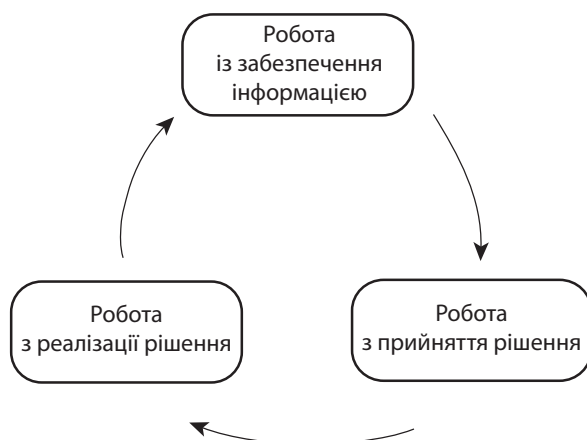 Робота
із забезпечення
інформацією
Робота
з реалізації рішення
Робота
з прийняття рішення